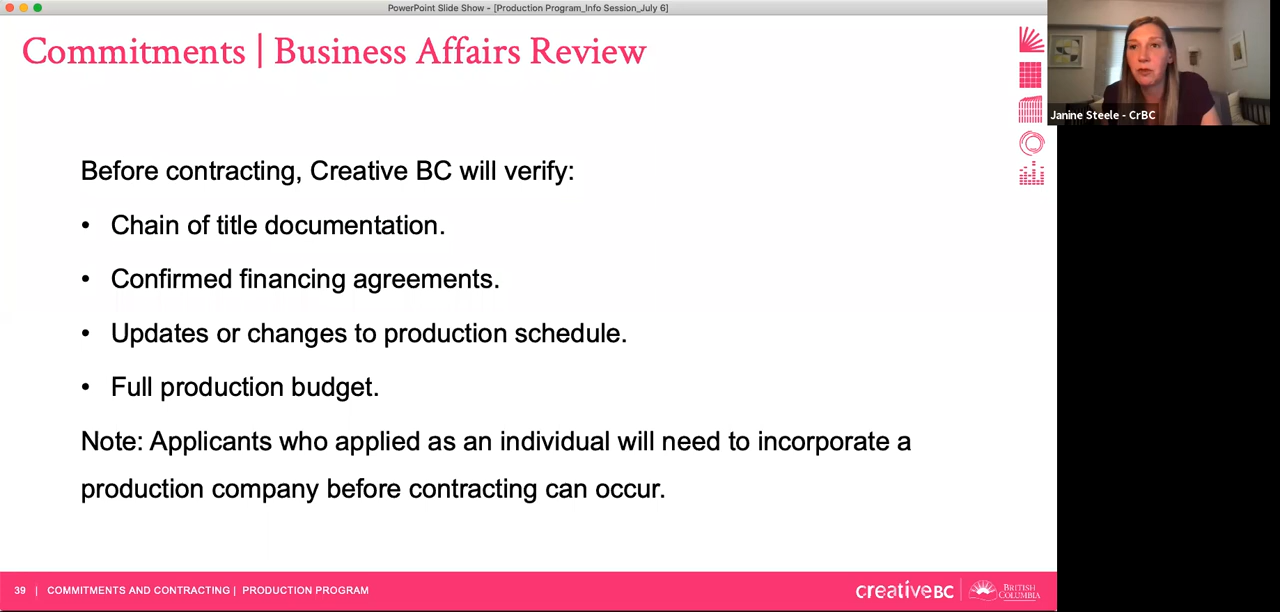 PowerPoint Slide Show - [Production Program_Info Session_July 6]
Commitments | Business Affairs Review
Janine Steele - CrBC
Before contracting, Creative BC will verify:
• Chain of title documentation.
• Confirmed financing agreements.
• Updates or changes to production schedule.
• Full production budget.
Note: Applicants who applied as an individual will need to incorporate a
production company before contracting can occur.
39 | COMMITMENTS AND CONTRACTING | PRODUCTION PROGRAM
creativeBC
BRITISH
COLUMBIA